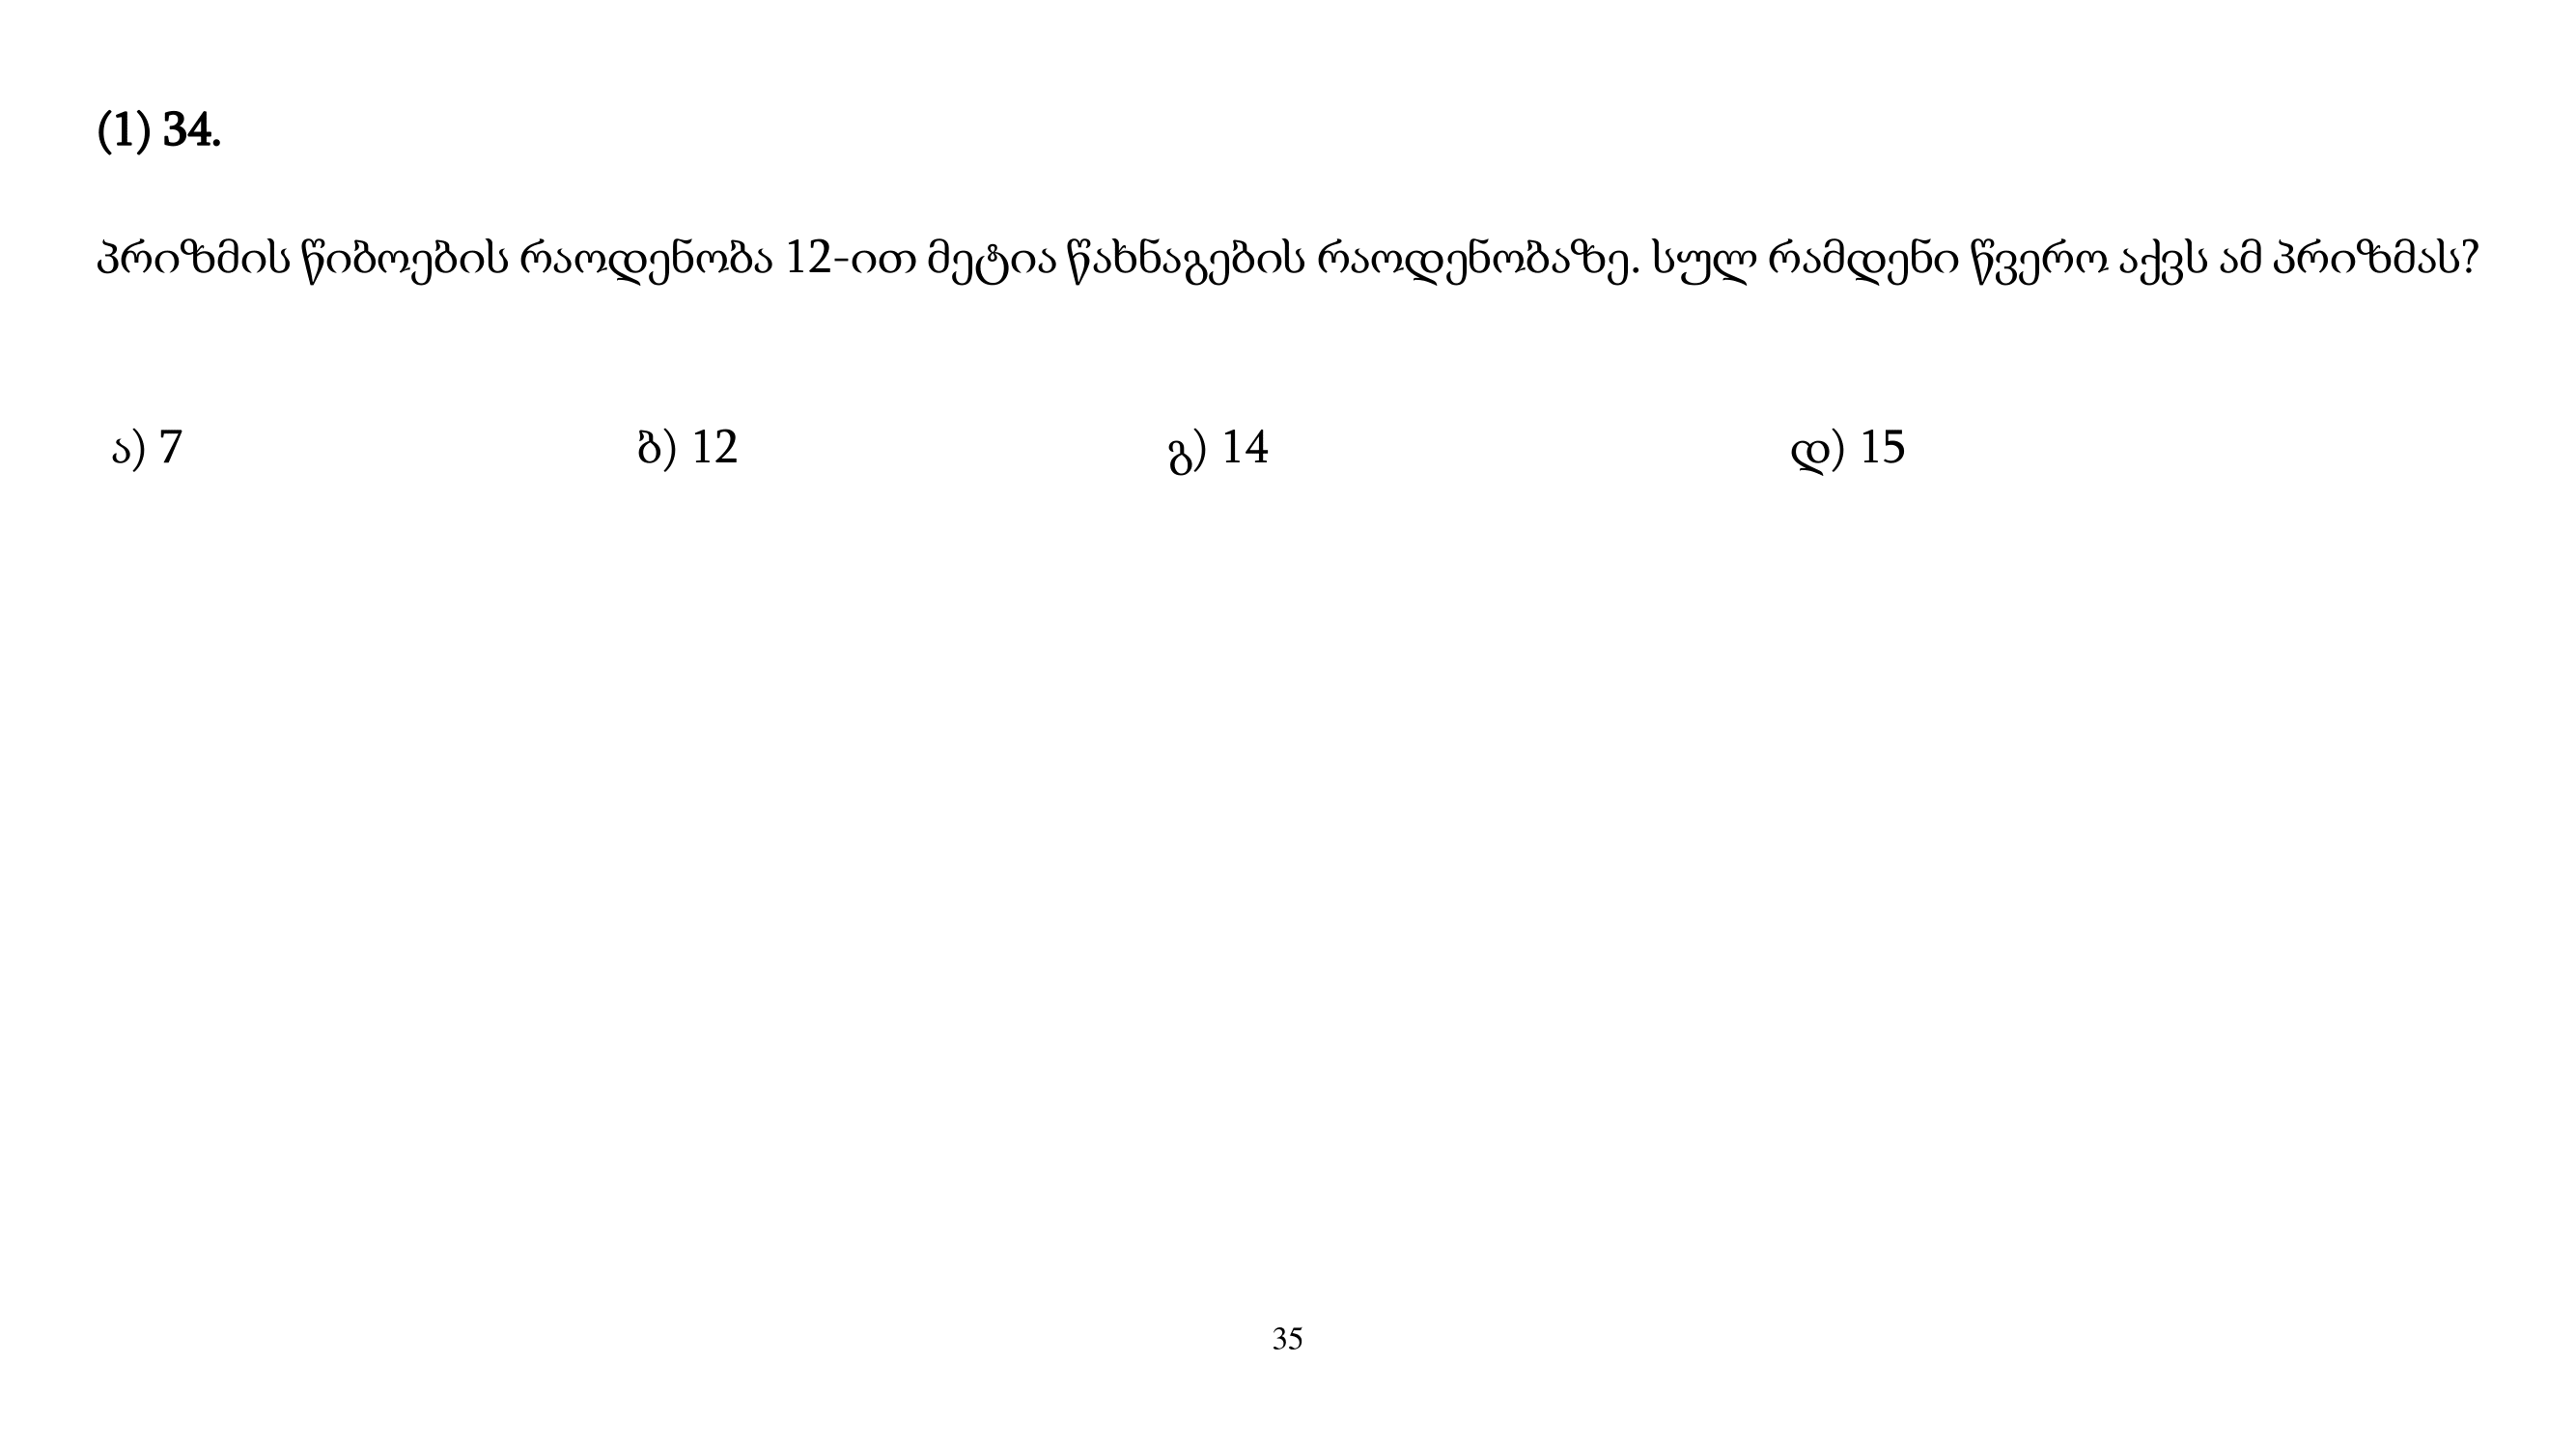 (1) 34.
პრიზმის წიბოების რაოდენობა 12-ით მეტია წახნაგების რაოდენობაზე. სულ რამდენი წვერო აქვს ამ პრიზმას?
ა) 7 ბ) 12 გ) 14 დ) 15
35